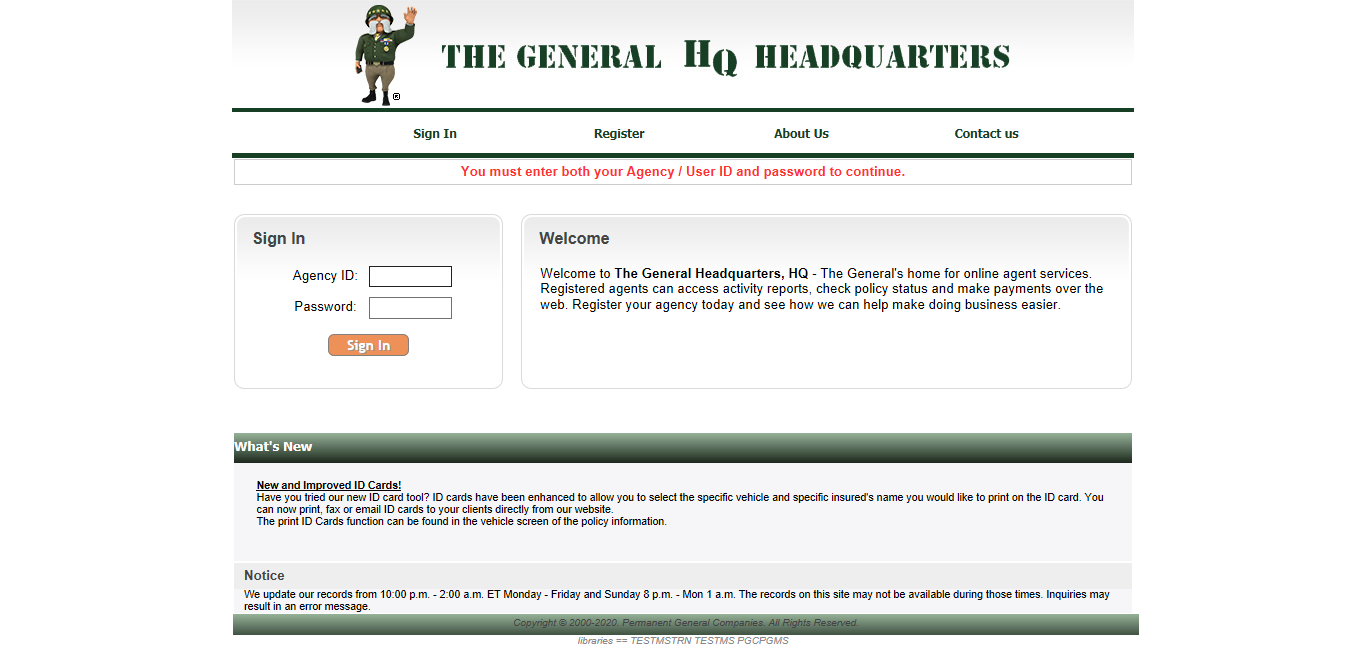 THE GENERAL HQ HEADQUARTERS
®
Sign In Register About Us Contact us
You must enter both your Agency / User ID and password to continue.
Sign In
Agency ID:
Password:
Sign In
Welcome
Welcome to The General Headquarters, HQ - The General's home for online agent services.
Registered agents can access activity reports, check policy status and make payments over the
web. Register your agency today and see how we can help make doing business easier.
What's New
New and Improved ID Cards!
Have you tried our new ID card tool? ID cards have been enhanced to allow you to select the specific vehicle and specific insured's name you would like to print on the ID card. You
can now print, fax or email ID cards to your clients directly from our website.
The print ID Cards function can be found in the vehicle screen of the policy information.
Notice
We update our records from 10:00 p.m. - 2:00 a.m. ET Monday - Friday and Sunday 8 p.m. - Mon 1 a.m. The records on this site may not be available during those times. Inquiries may
result in an error message.
Copyright © 2000-2020. Permanent General Companies. All Rights Reserved.
libraries == TESTMSTRN TESTMS PGCPGMS